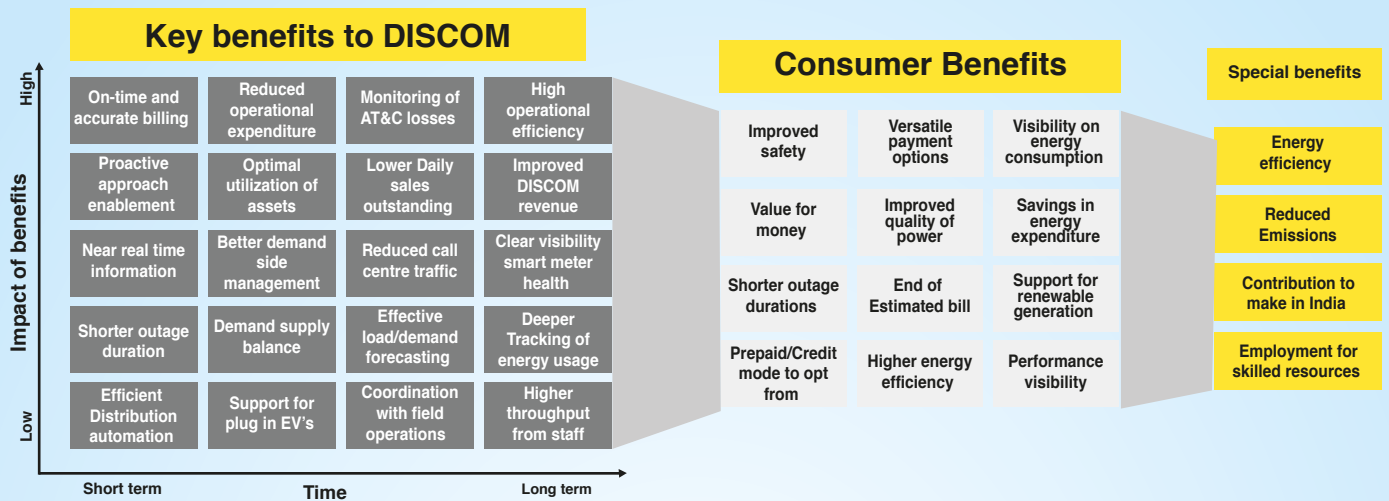 Key benefits to DISCOM
Consumer Benefits
Special benefits
Impact of benefits
High
Low
On-time and
accurate billing
Reduced
operational
expenditure
Monitoring of
AT&C losses
High
operational
efficiency
Proactive
approach
enablement
Optimal
utilization of
assets
Lower Daily
sales
outstanding
Improved
DISCOM
revenue
Near real time
information
Better demand
side
management
Reduced call
centre traffic
Clear visibility
smart meter
health
Shorter outage
duration
Demand supply
balance
Effective
load/demand
forecasting
Deeper
Tracking of
energy usage
Efficient
Distribution
automation
Support for
plug in EV's
Coordination
with field
operations
Higher
throughput
from staff
Short term
Time
Long term
Improved
safety
Versatile
payment
options
Visibility on
energy
consumption
Value for
money
Improved
quality of
power
Savings in
energy
expenditure
Shorter outage
durations
End of
Estimated bill
Support for
renewable
generation
Prepaid/Credit
mode to opt
from
Higher energy
efficiency
Performance
visibility
Energy
efficiency
Reduced
Emissions
Contribution to
make in India
Employment for
skilled resources